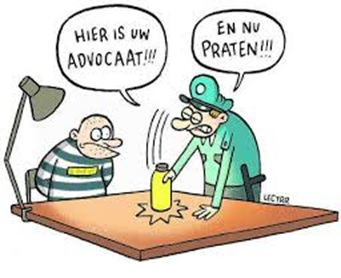 HIER IS UW
ADVOCAAT!!!
EN NU
PRATEN!!!
LECTRR